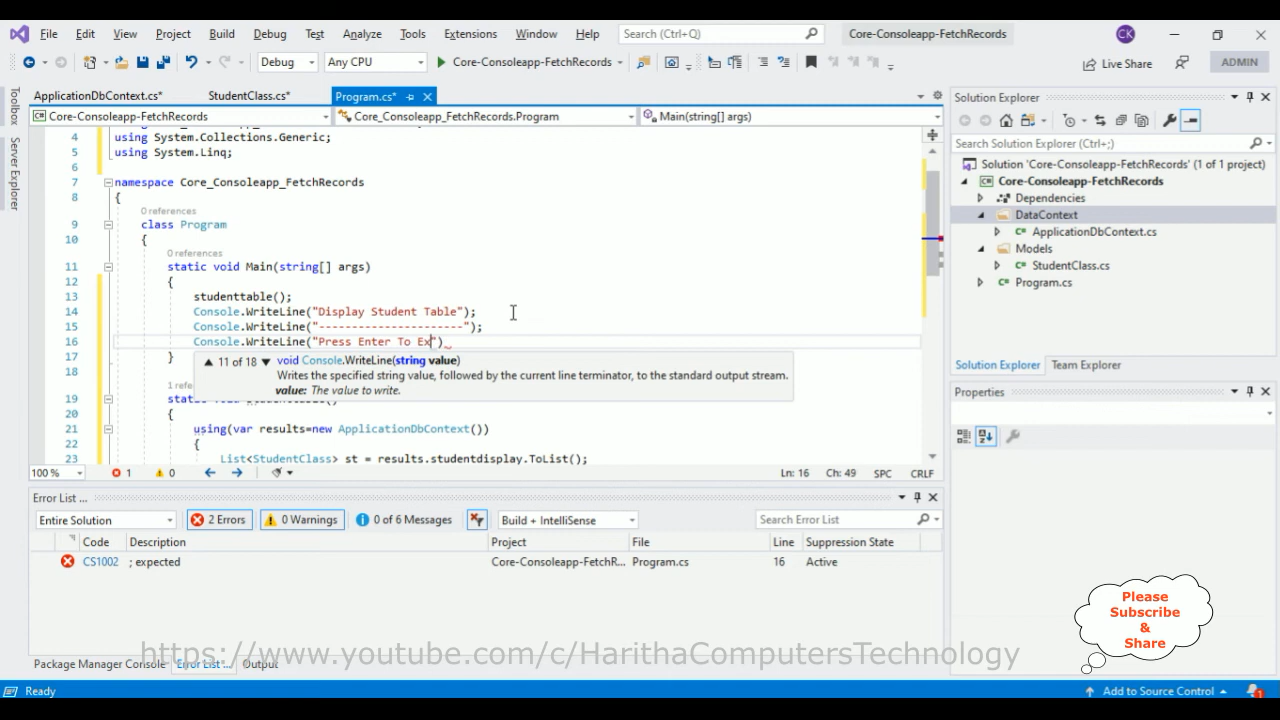 File Edit View Project Build Debug Test Analyze Tools Extensions Window Help Search (Ctrl+Q) Core-Consoleapp-FetchRecords CK
Debug Any CPU Core-Consoleapp-FetchRecords Live Share ADMIN
Toolbox
Server Explorer
ApplicationDbContext.cs* StudentClass.cs* Program.cs*
Core-Consoleapp-FetchRecords Core_Consoleapp_FetchRecords.Program Main(string[] args)
4 using System.Collections.Generic;
5 using System.Linq;
6
7 namespace Core_Consoleapp_FetchRecords
8 {
0 references
9 class Program
10 {
0 references
11 static void Main(string[] args)
12 {
13 studenttable();
14 Console.WriteLine("Display Student Table");
15 Console.WriteLine("----------------------");
16 Console.WriteLine("Press Enter To Ex")
17 }
11 of 18 void Console.WriteLine(string value)
Writes the specified string value, followed by the current line terminator, to the standard output stream.
value: The value to write.
18
1 re
19
20 {
21 using(var results=new ApplicationDbContext())
22 {
23 List<StudentClass> st = results.studentdisplay.ToList();
100 % 1 0 Ln: 16 Ch: 49 SPC CRLF
Error List ...
Entire Solution 2 Errors 0 Warnings 0 of 6 Messages Build + IntelliSense Search Error List
Code Description Project File Line Suppression State
CS1002 ; expected Core-Consoleapp-FetchR... Program.cs 16 Active
Package Manager Console Error List ... Output
https://www.youtube.com/c/HarithaComputersTechnology
Ready Add to Source Control 1
Solution Explorer
Search Solution Explorer (Ctrl+;)
Solution 'Core-Consoleapp-FetchRecords' (1 of 1 project)
Core-Consoleapp-FetchRecords
Dependencies
DataContext
ApplicationDbContext.cs
Models
StudentClass.cs
Program.cs
Solution Explorer Team Explorer
Properties
Please
Subscribe
&
Share